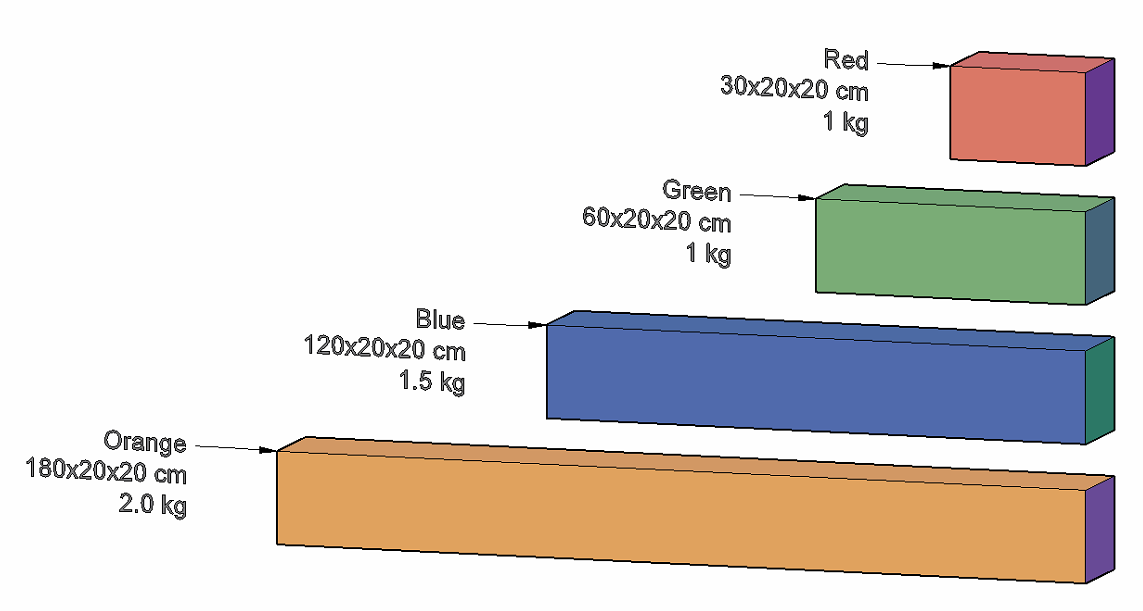 Red
30x20x20 cm
1 kg
Green
60x20x20 cm
1 kg
Blue
120x20x20 cm
1.5 kg
Orange
180x20x20 cm
2.0 kg